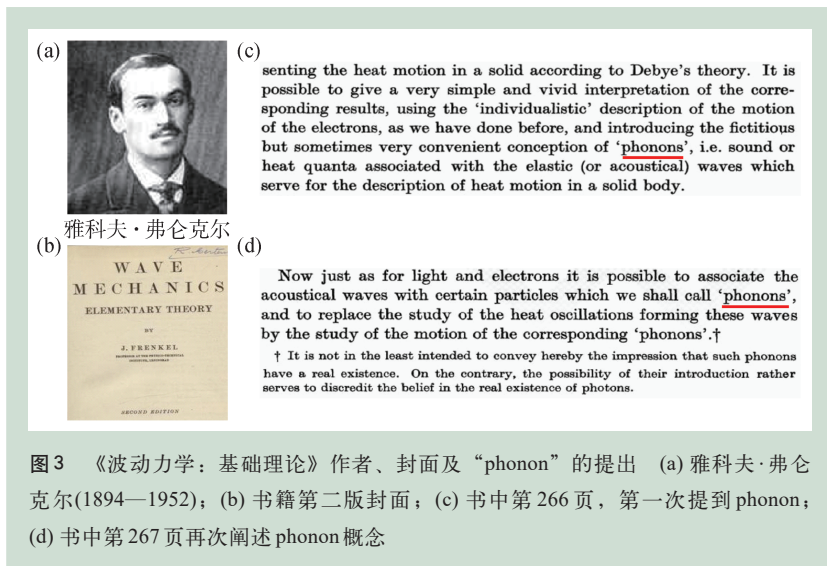 (a)
雅科夫·弗仑克尔
(b)
WAVE
MECHANICS
ELEMENTARY THEORY
BY
J. FRENKEL
SECOND EDITION
(c)
senting the heat motion in a solid according to Debye's theory. It is
possible to give a very simple and vivid interpretation of the corre-
sponding results, using the ‘individualistic’ description of the motion
of the electrons, as we have done before, and introducing the fictitious
but sometimes very convenient conception of ‘phonons’, i.e. sound or
heat quanta associated with the elastic (or acoustical) waves which
serve for the description of heat motion in a solid body.
(d)
Now just as for light and electrons it is possible to associate the
acoustical waves with certain particles which we shall call ‘phonons’,
and to replace the study of the heat oscillations forming these waves
by the study of the motion of the corresponding ‘phonons’.†
† It is not in the least intended to convey hereby the impression that such phonons
have a real existence. On the contrary, the possibility of their introduction rather
serves to discredit the belief in the real existence of photons.
图3 《波动力学：基础理论》作者、封面及“phonon”的提出 (a) 雅科夫·弗仑
克尔(1894—1952)；(b) 书籍第二版封面；(c) 书中第266页，第一次提到 phonon；
(d) 书中第267页再次阐述 phonon 概念